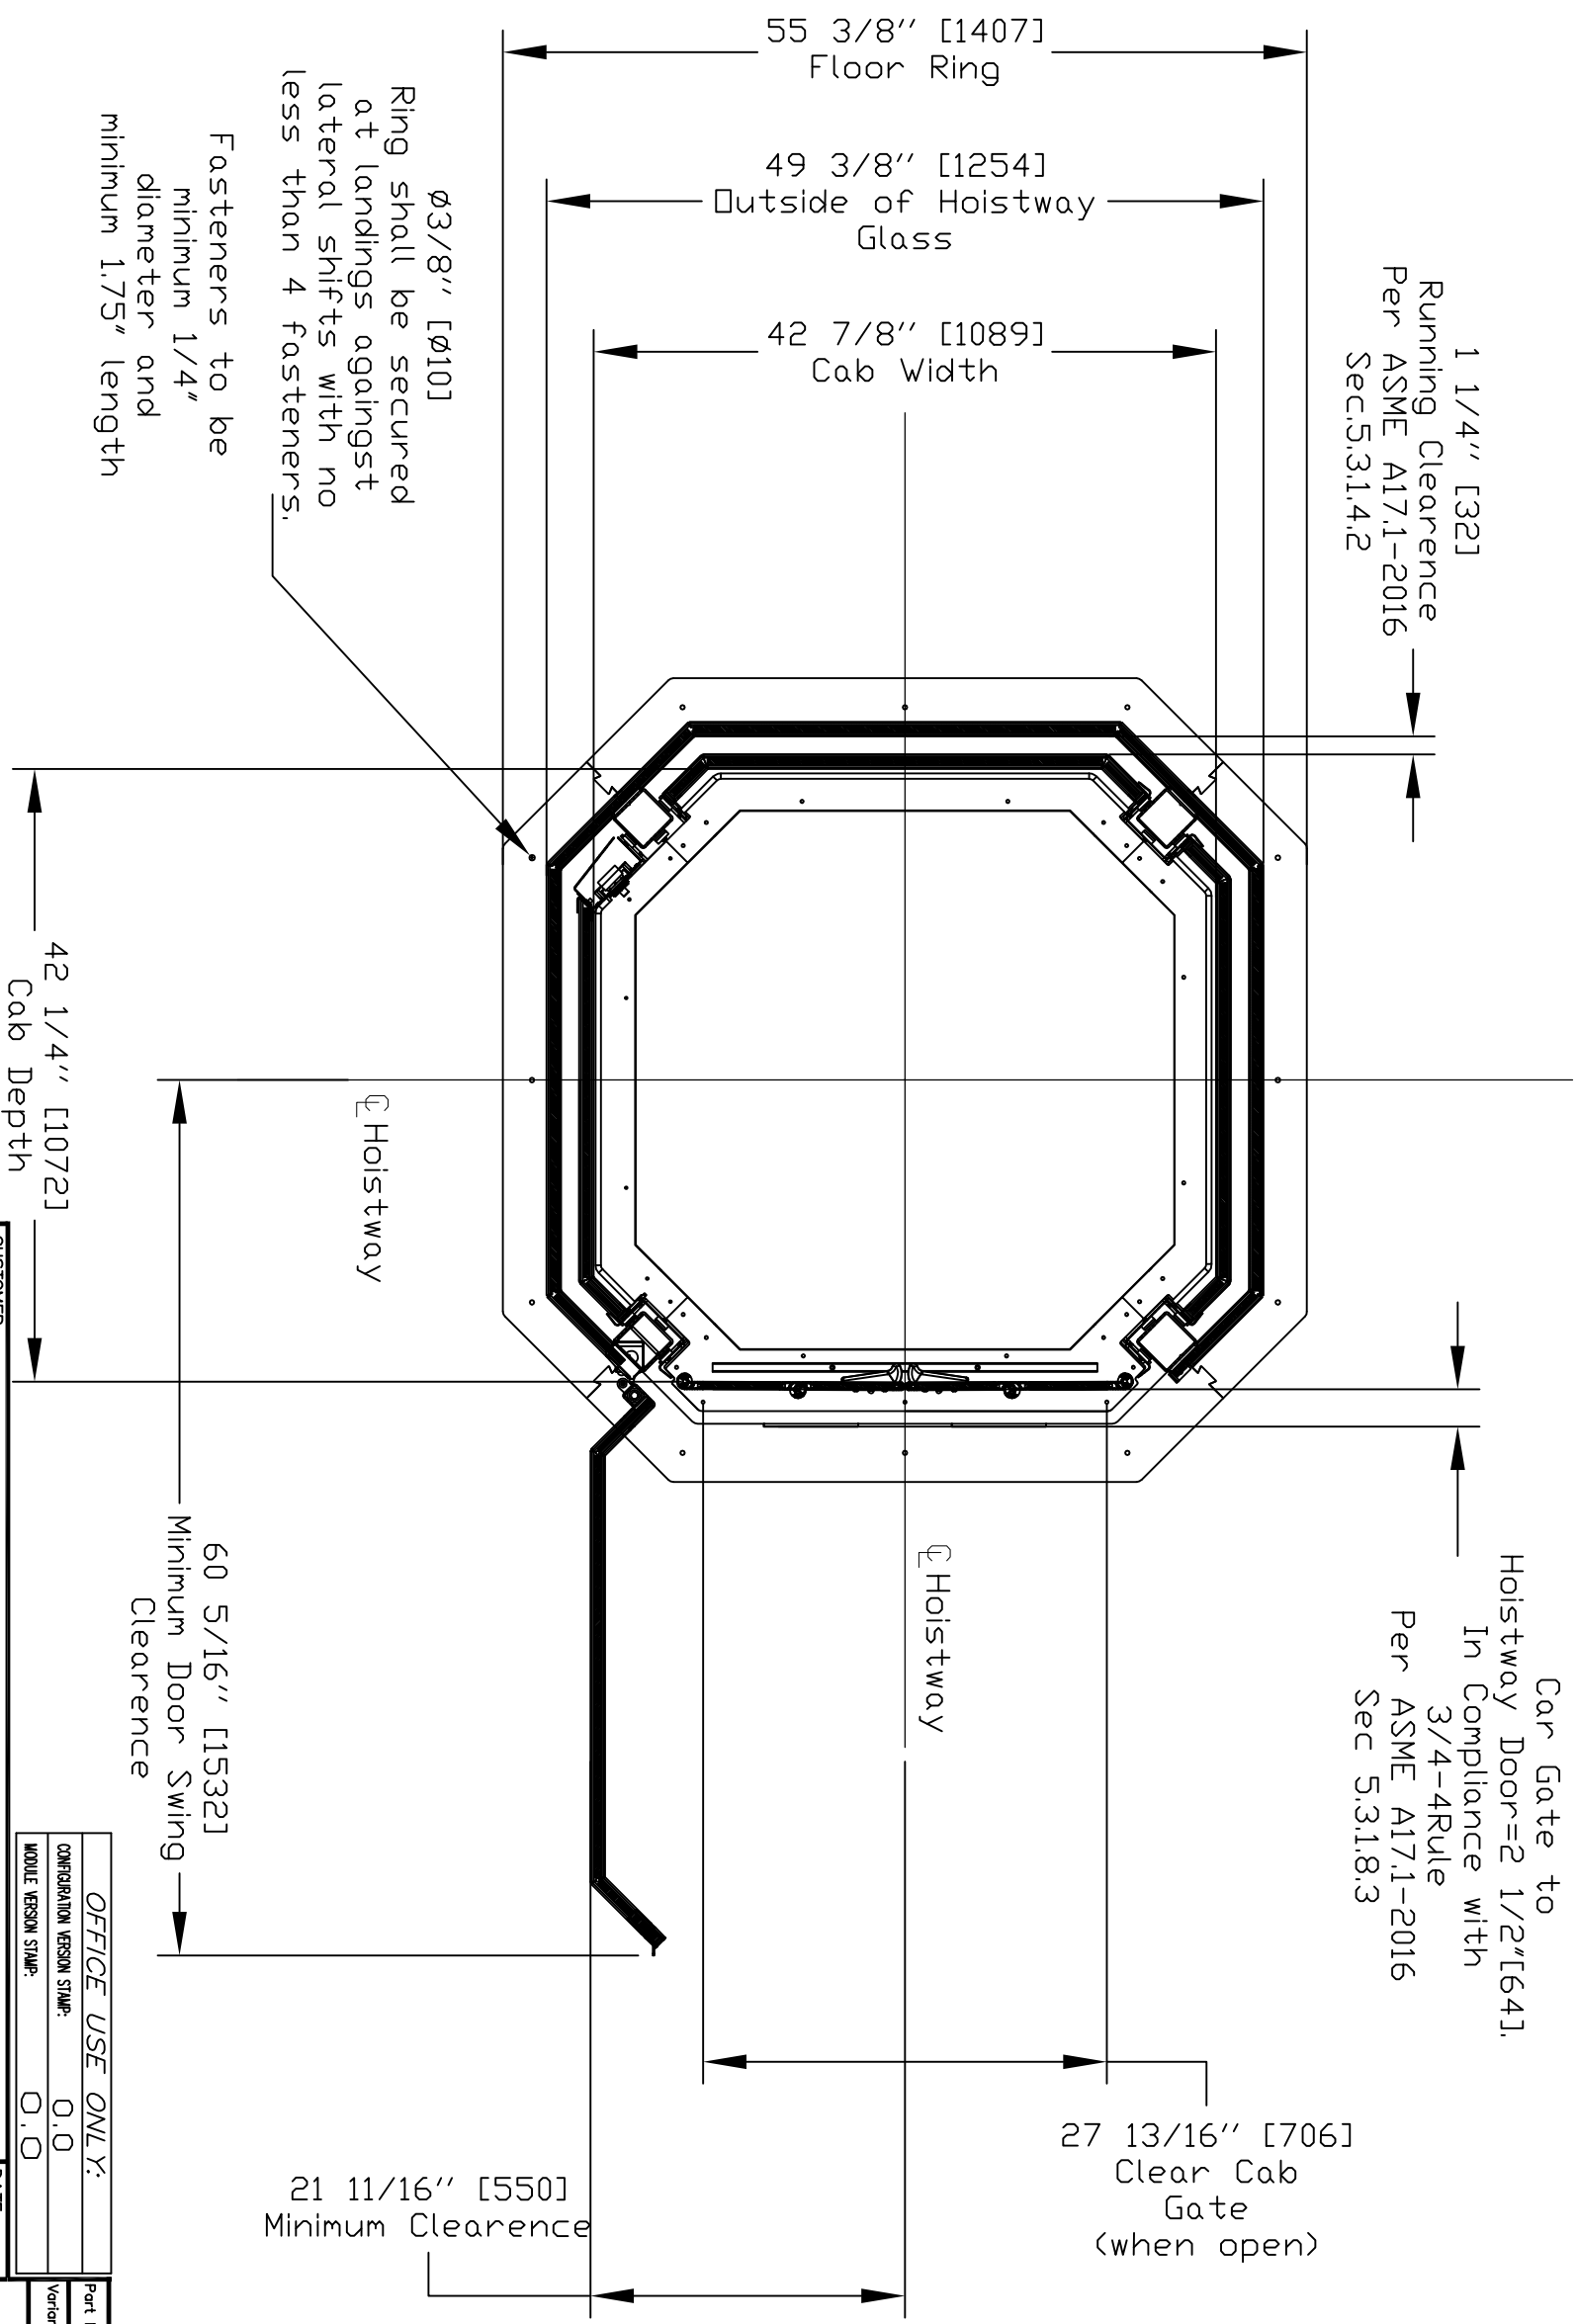 55 3/8'' [1407]
Floor Ring
49 3/8'' [1254]
Outside of Hoistway
Glass
42 7/8'' [1089]
Cab Width
1 1/4'' [32]
Running Clearence
Per ASME A17.1-2016
Sec.5.3.1.4.2
Ø3/8'' [Ø10]
Ring shall be secured
at landings againgst
lateral shifts with no
less than 4 fasteners.
Fasteners to be
minimum 1/4"
diameter and
minimum 1.75" length
42 1/4'' [1072]
Cab Depth
℄ Hoistway
℄ Hoistway
60 5/16'' [1532]
Minimum Door Swing
Clearence
Car Gate to
Hoistway Door=2 1/2"[64].
In Compliance with
3/4-4Rule
Per ASME A17.1-2016
Sec 5.3.1.8.3
27 13/16'' [706]
Clear Cab
Gate
(when open)
21 11/16'' [550]
Minimum Clearence
OFFICE USE ONLY:
CONFIGURATION VERSION STAMP: 0.0
MODULE VERSION STAMP: 0.0
Part